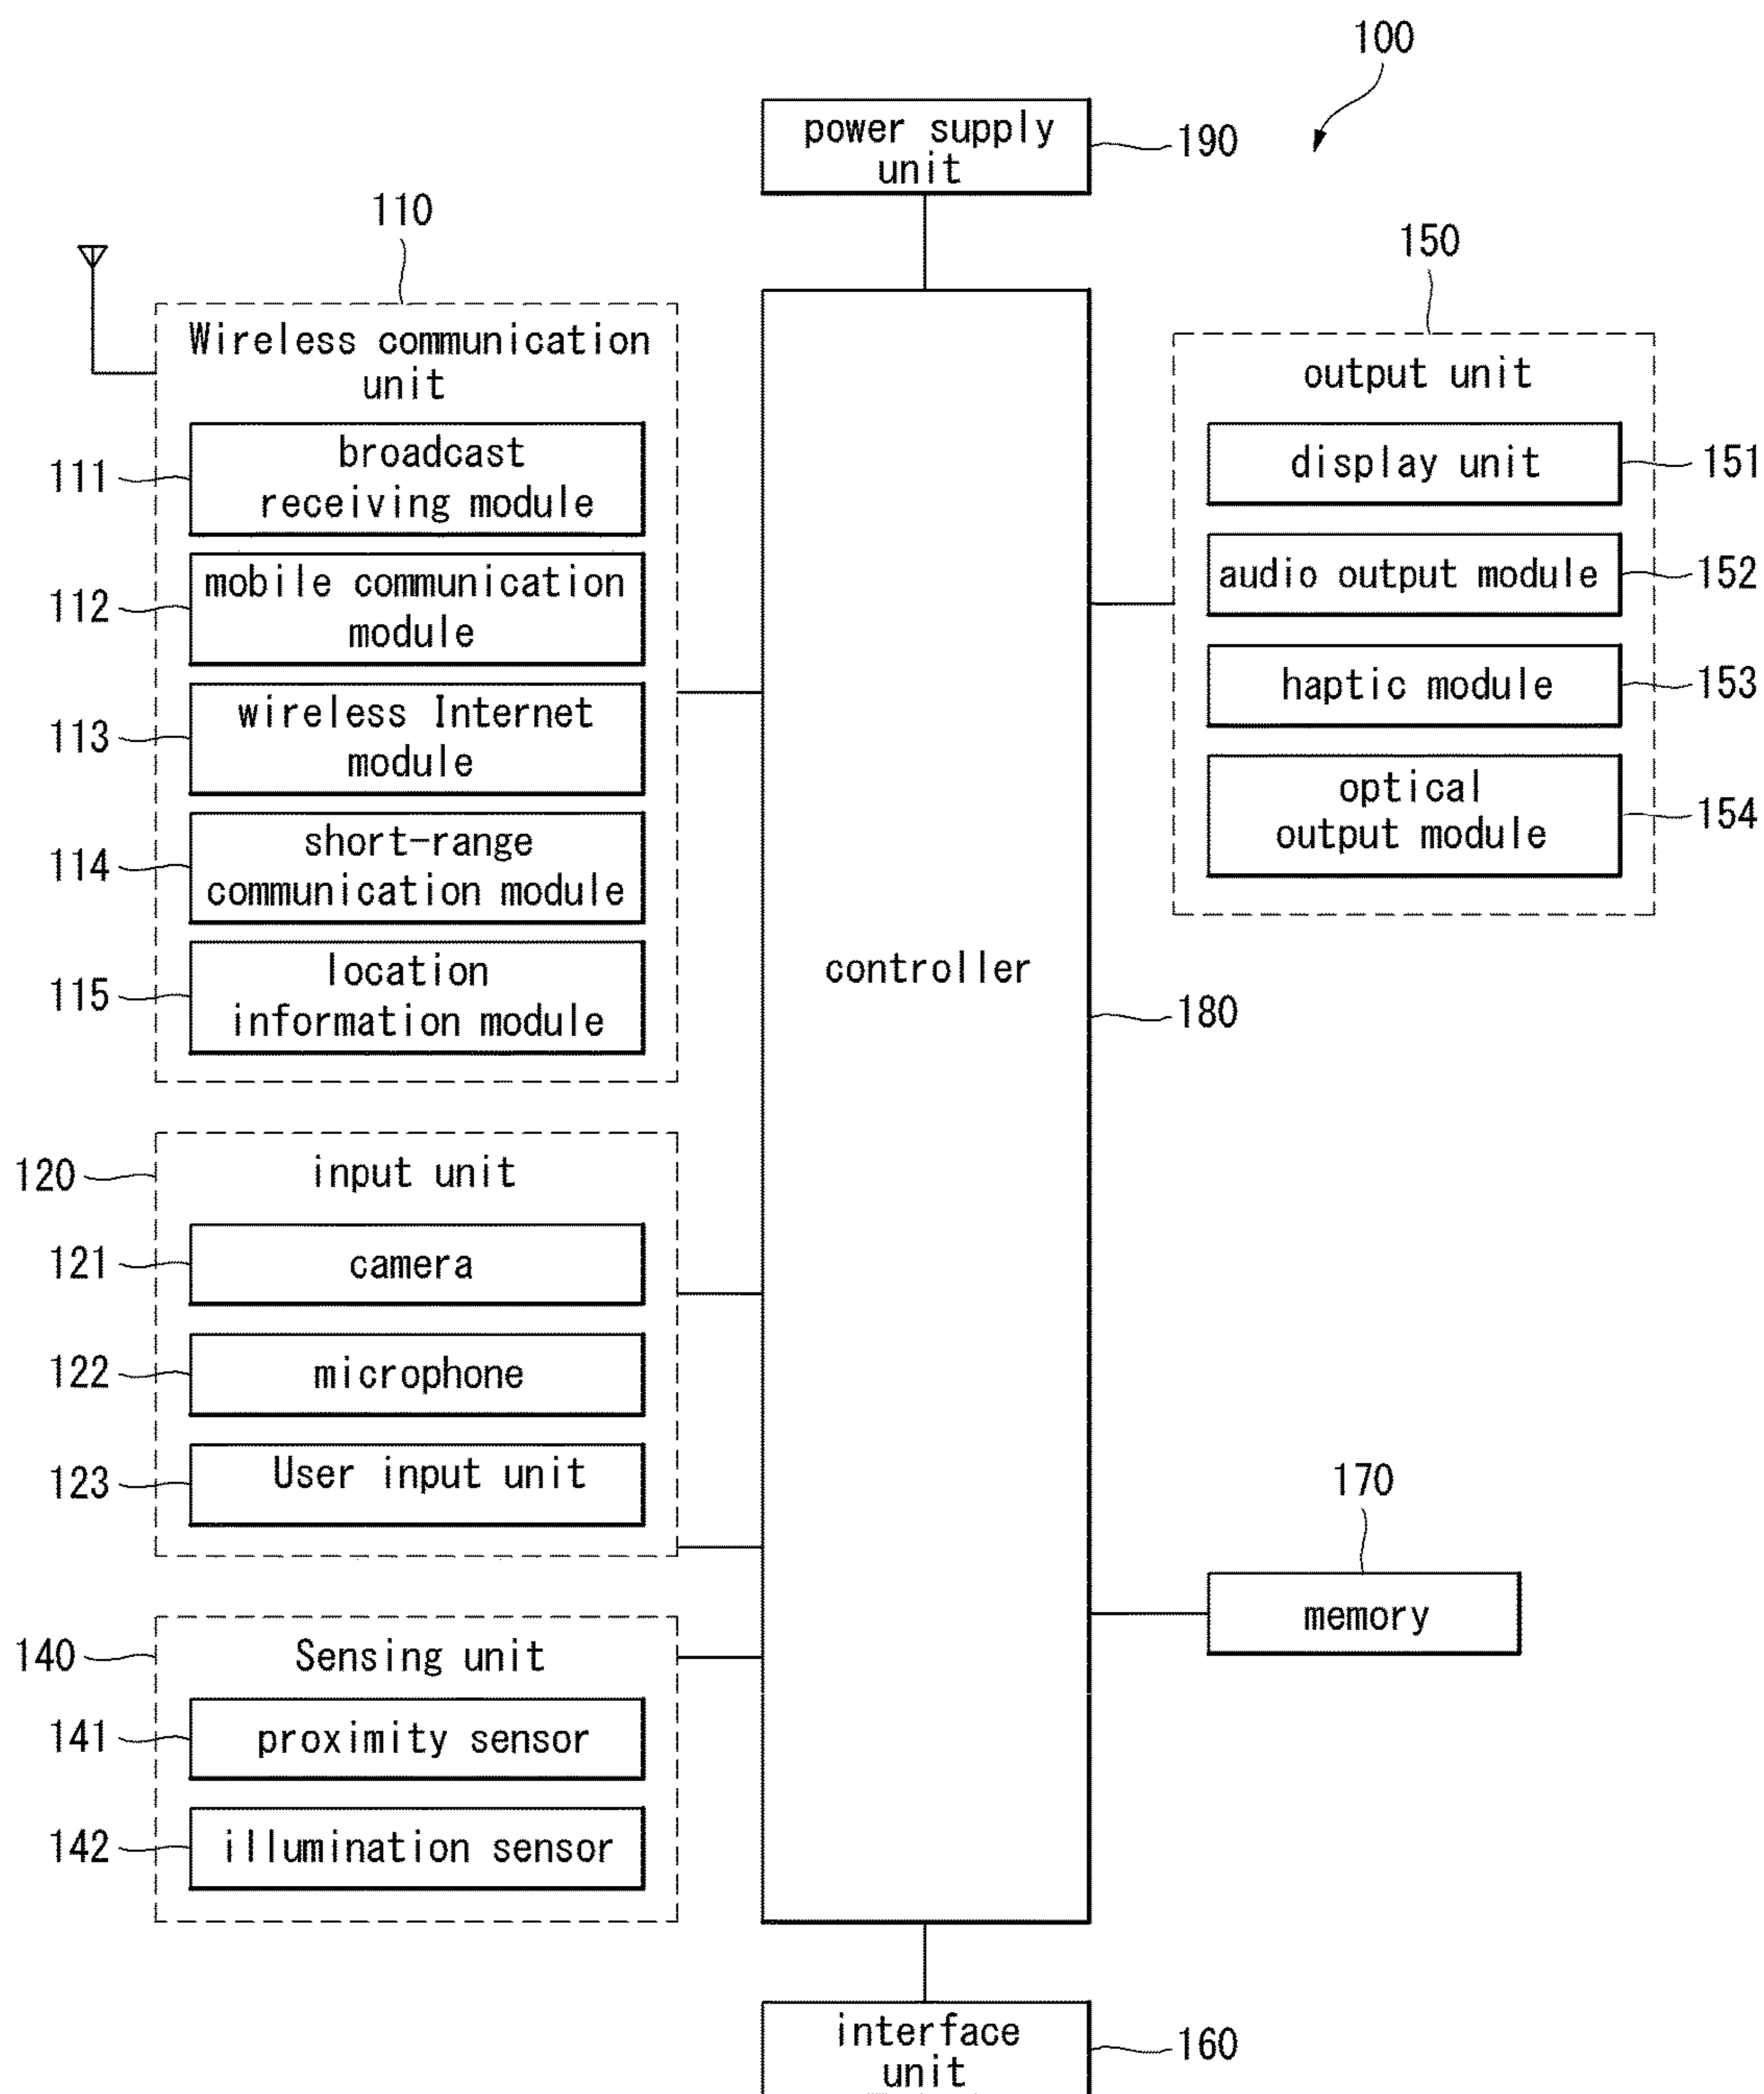 100
power supply
unit
190
110
Wireless communication
unit
111
broadcast
receiving module
112
mobile communication
module
113
wireless Internet
module
114
short-range
communication module
115
location
information module
120
input unit
121
camera
122
microphone
123
User input unit
140
Sensing unit
141
proximity sensor
142
illumination sensor
controller
180
150
output unit
display unit
151
audio output module
152
haptic module
153
optical
output module
154
170
memory
interface
unit
160